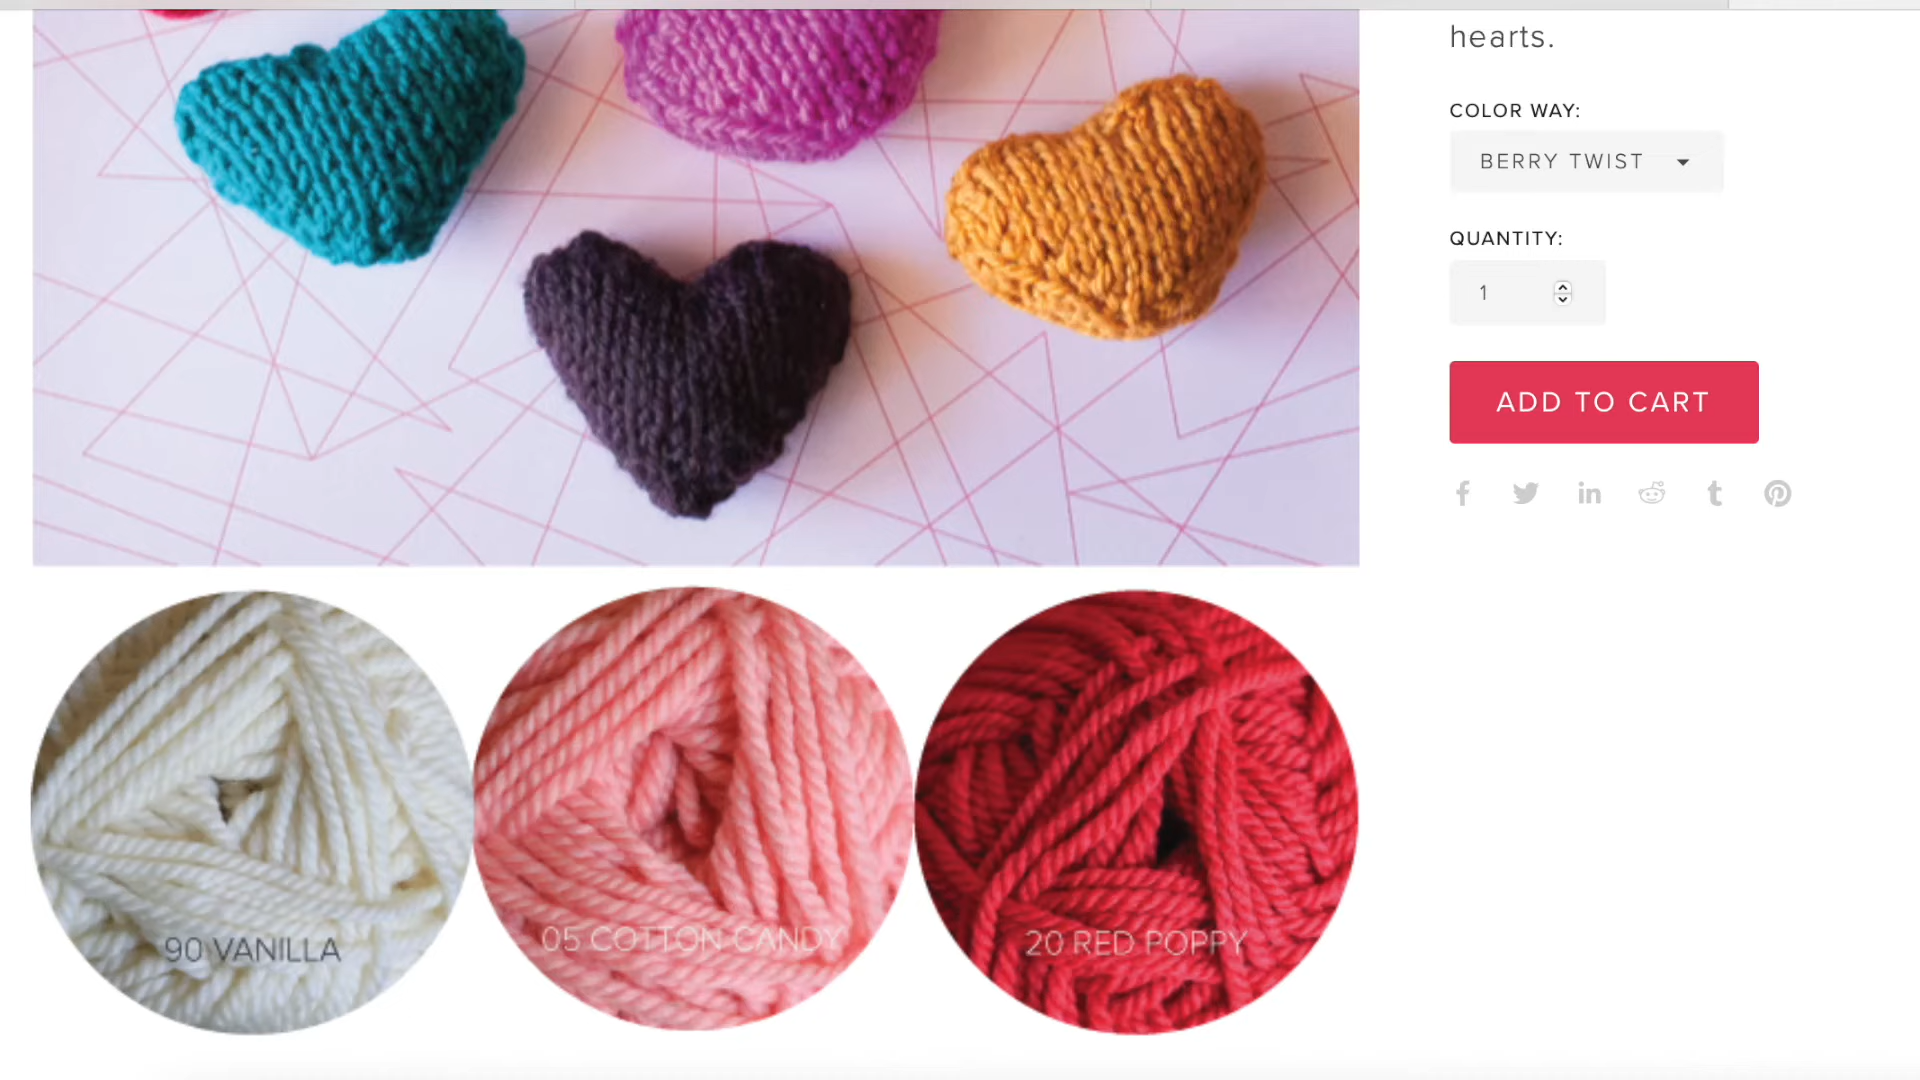 hearts.
COLOR WAY:
BERRY TWIST
QUANTITY:
1
ADD TO CART
90 VANILLA
05 COTTON CANDY
20 RED POPPY